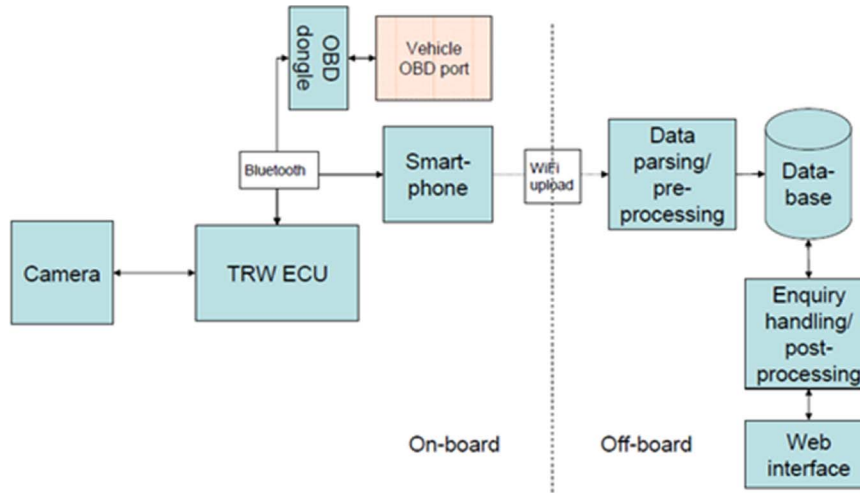 OBD
dongle
Vehicle
OBD port
Bluetooth
Smart-
phone
WiFi
upload
Data
parsing/
pre-
processing
Data-
base
Camera
TRW ECU
Enquiry
handling/
post-
processing
On-board
Off-board
Web
interface